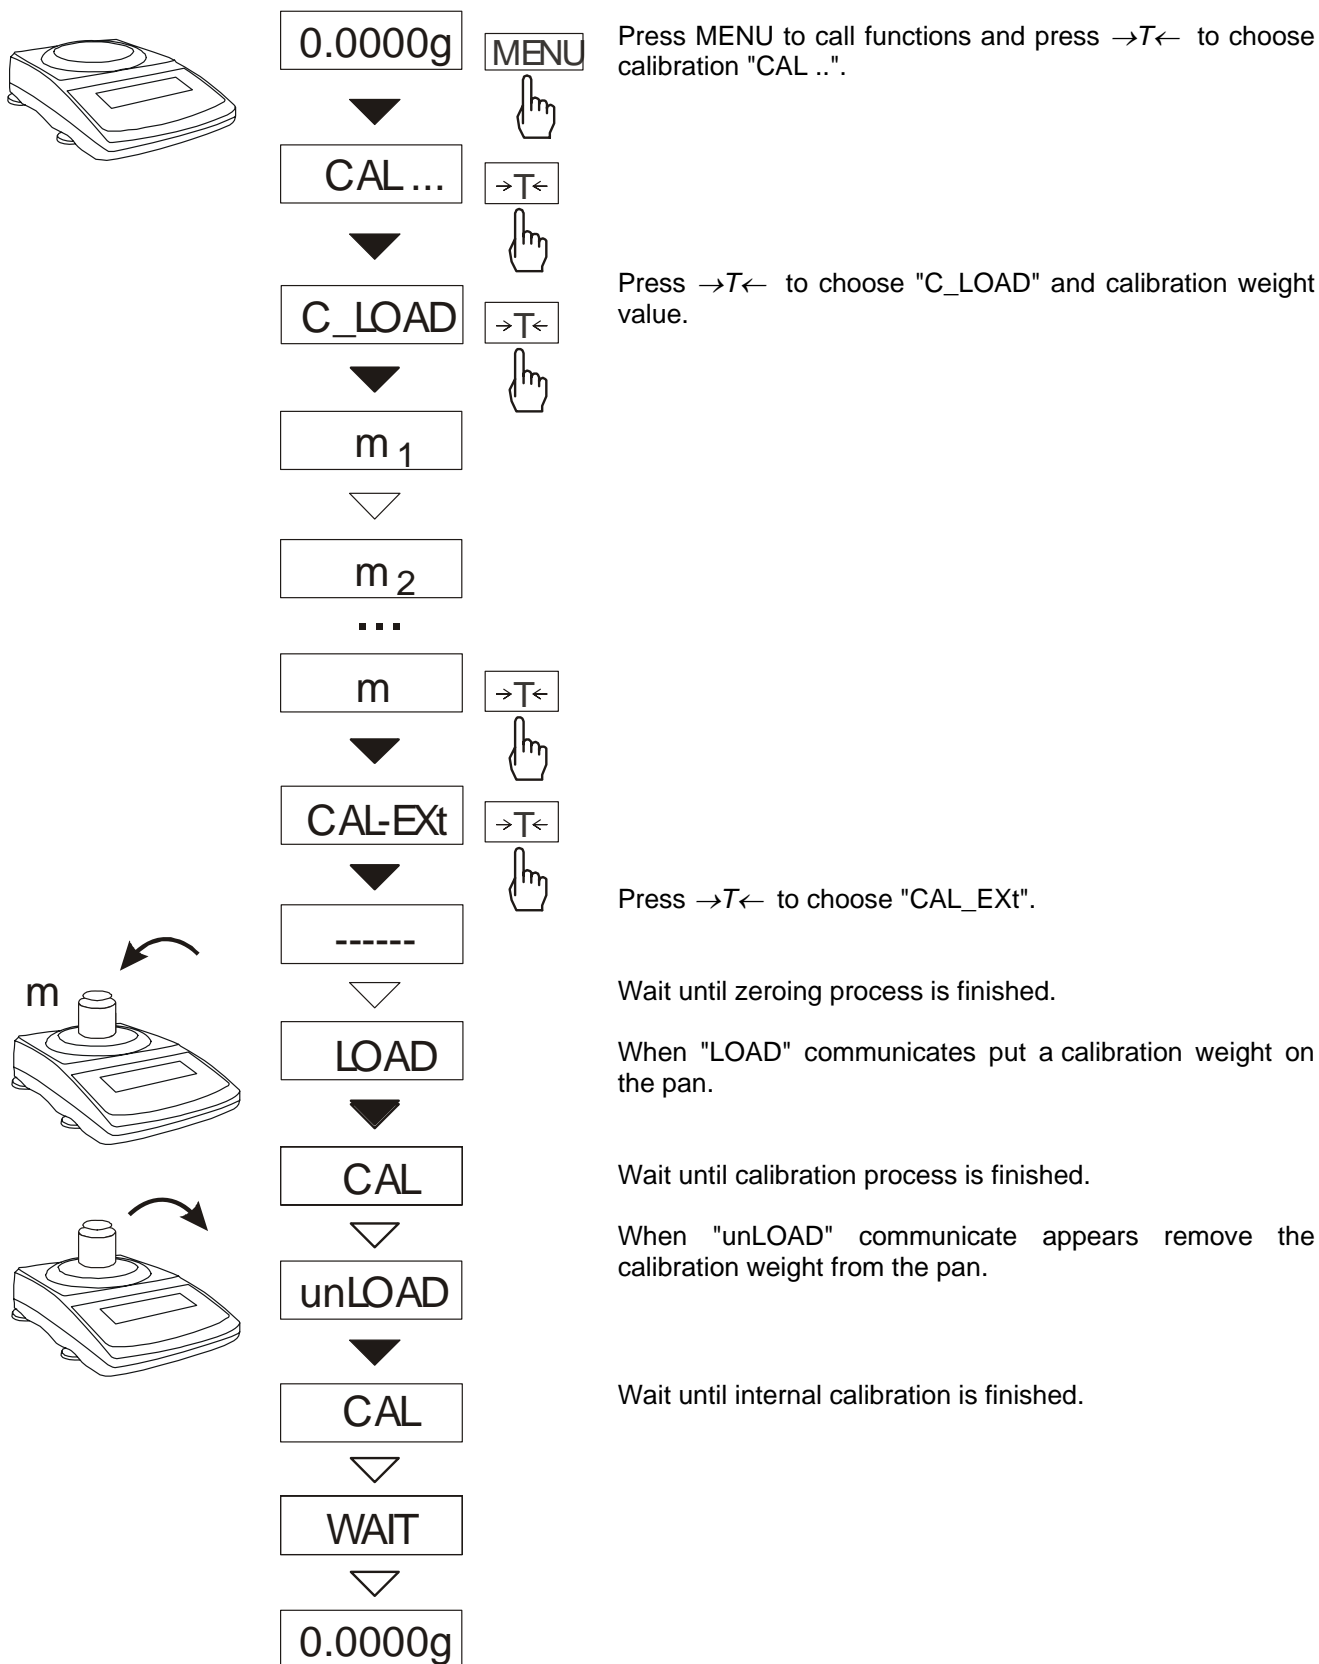 0.0000g MENU Press MENU to call functions and press →T← to choose
calibration "CAL ..".
CAL ... →T←
Press →T← to choose "C_LOAD" and calibration weight
value.
C_LOAD →T←
m 1
m 2
...
m →T←
CAL-EXt →T←
Press →T← to choose "CAL_EXt".
------
m
Wait until zeroing process is finished.
LOAD
When "LOAD" communicates put a calibration weight on
the pan.
CAL
Wait until calibration process is finished.
When "unLOAD" communicate appears remove the
calibration weight from the pan.
unLOAD
CAL
Wait until internal calibration is finished.
WAIT
0.0000g